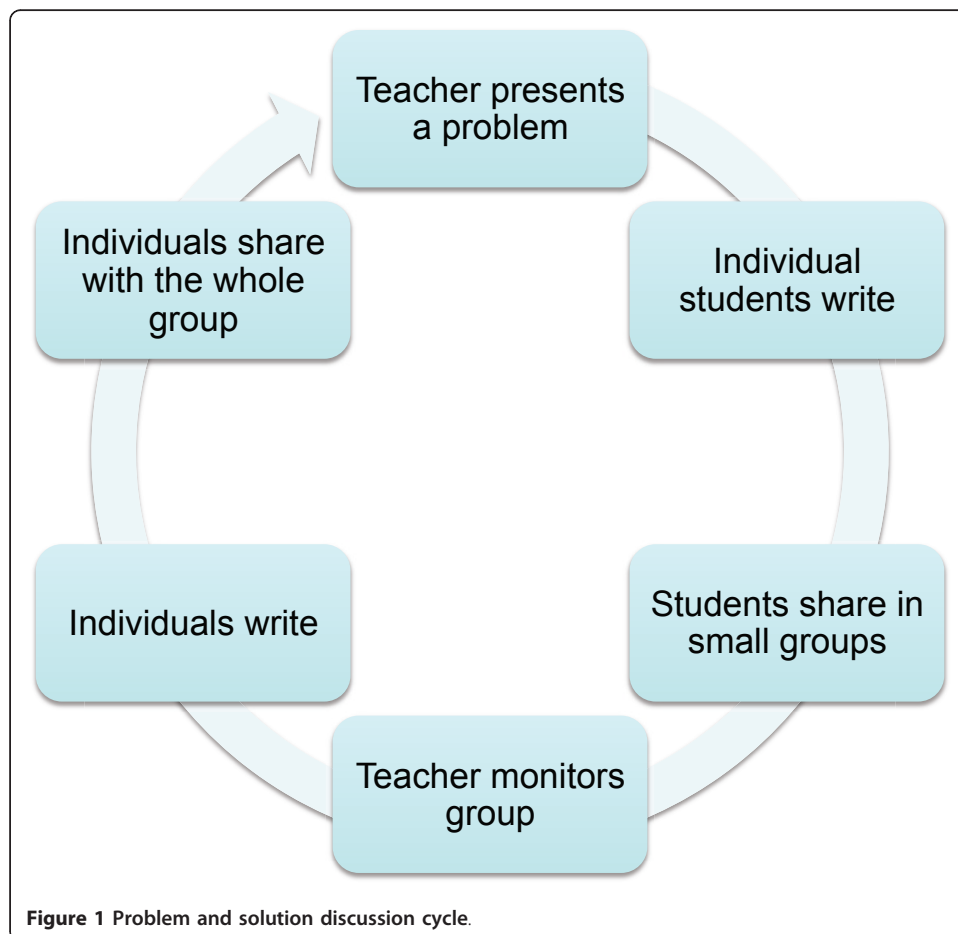 Teacher presents
a problem
Individual
students write
Students share in
small groups
Teacher monitors
group
Individuals write
Individuals share
with the whole
group
Figure 1 Problem and solution discussion cycle.